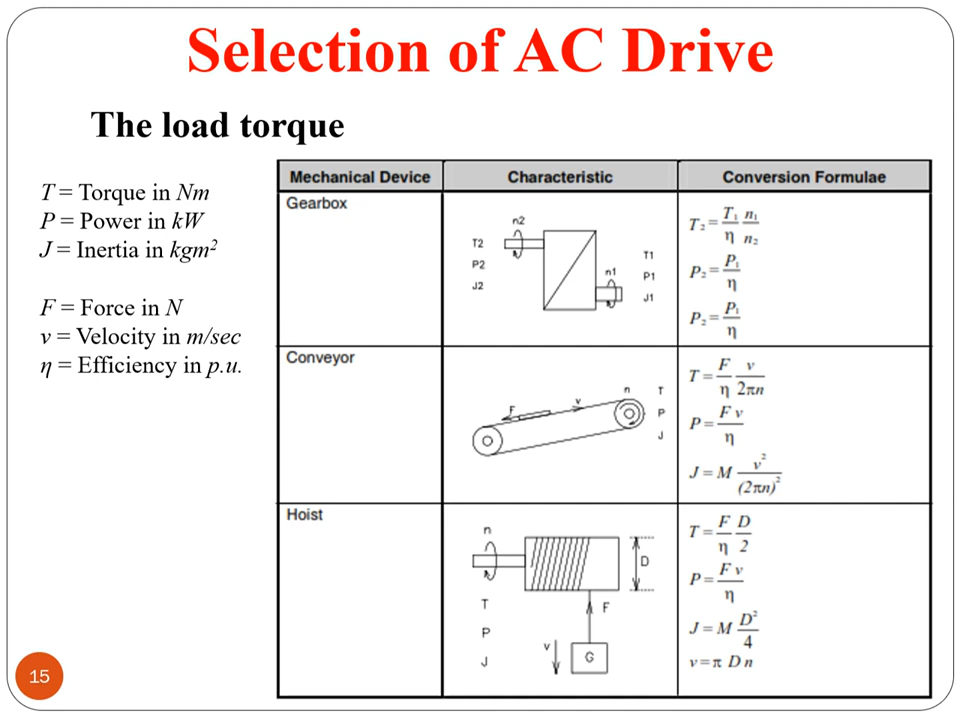 Selection of AC Drive
The load torque
T = Torque in Nm
P = Power in kW
J = Inertia in kgm²
F = Force in N
v = Velocity in m/sec
η = Efficiency in p.u.
Mechanical Device Characteristic Conversion Formulae
Gearbox
n2
T2
P2
J2
T1
n1 P1
J1
T₂ = T₁/η n₁/n₂
P₂ = P₁/η
P₂ = P₁/η
Conveyor
F v n T
P
J
T = F/η v/2πn
P = F v/η
J = M v²/(2πn)²
Hoist
n
D
T
F
P
v
J
G
T = F/η D/2
P = F v/η
J = M D²/4
v = π D n
15